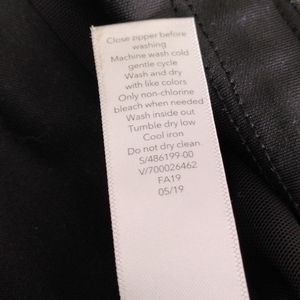 Close zipper before
washing
Machine wash cold
gentle cycle
Wash and dry
with like colors
Only non-chlorine
bleach when needed
Wash inside out
Tumble dry low
Cool iron
Do not dry clean.
S/486199-00
V/700026462
FA19
05/19